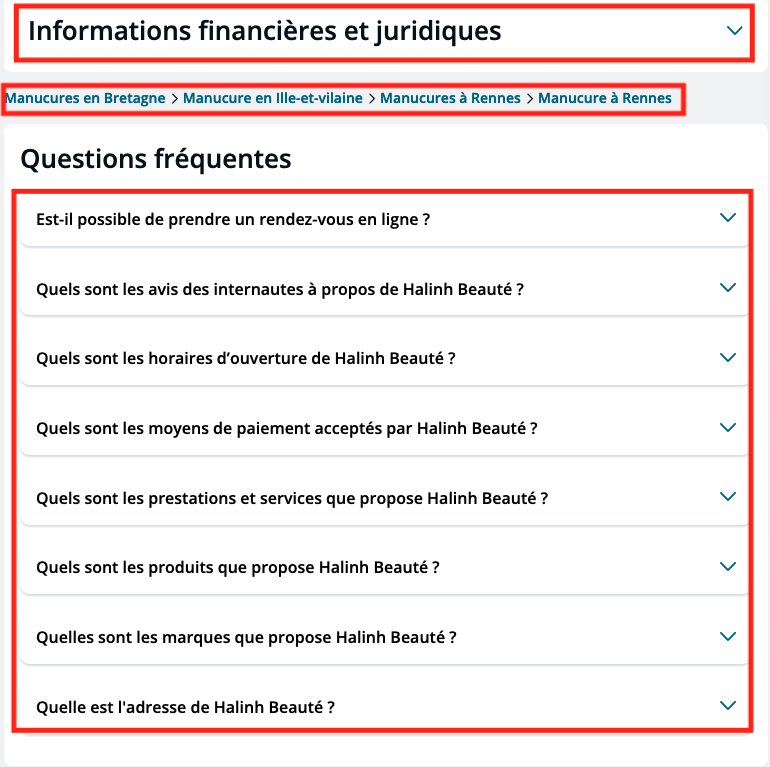 Informations financières et juridiques
Manucures en Bretagne > Manucure en Ille-et-vilaine > Manucures à Rennes > Manucure à Rennes
Questions fréquentes
Est-il possible de prendre un rendez-vous en ligne ?
Quels sont les avis des internautes à propos de Halinh Beauté ?
Quels sont les horaires d’ouverture de Halinh Beauté ?
Quels sont les moyens de paiement acceptés par Halinh Beauté ?
Quels sont les prestations et services que propose Halinh Beauté ?
Quels sont les produits que propose Halinh Beauté ?
Quelles sont les marques que propose Halinh Beauté ?
Quelle est l'adresse de Halinh Beauté ?